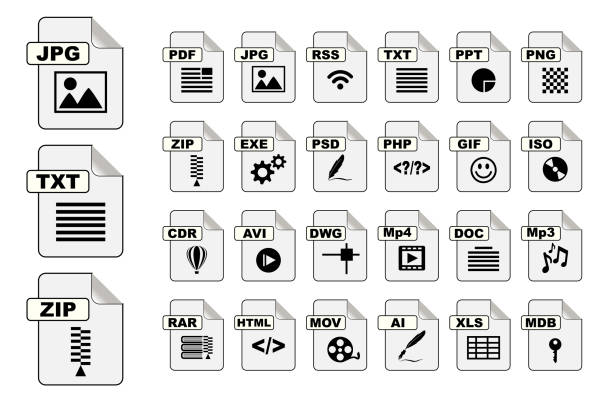 JPG
TXT
ZIP
PDF
JPG
RSS
TXT
PPT
PNG
ZIP
EXE
PSD
PHP
<?/?>
GIF
ISO
CDR
AVI
DWG
Mp4
DOC
Mp3
RAR
HTML
</>
MOV
AI
XLS
MDB